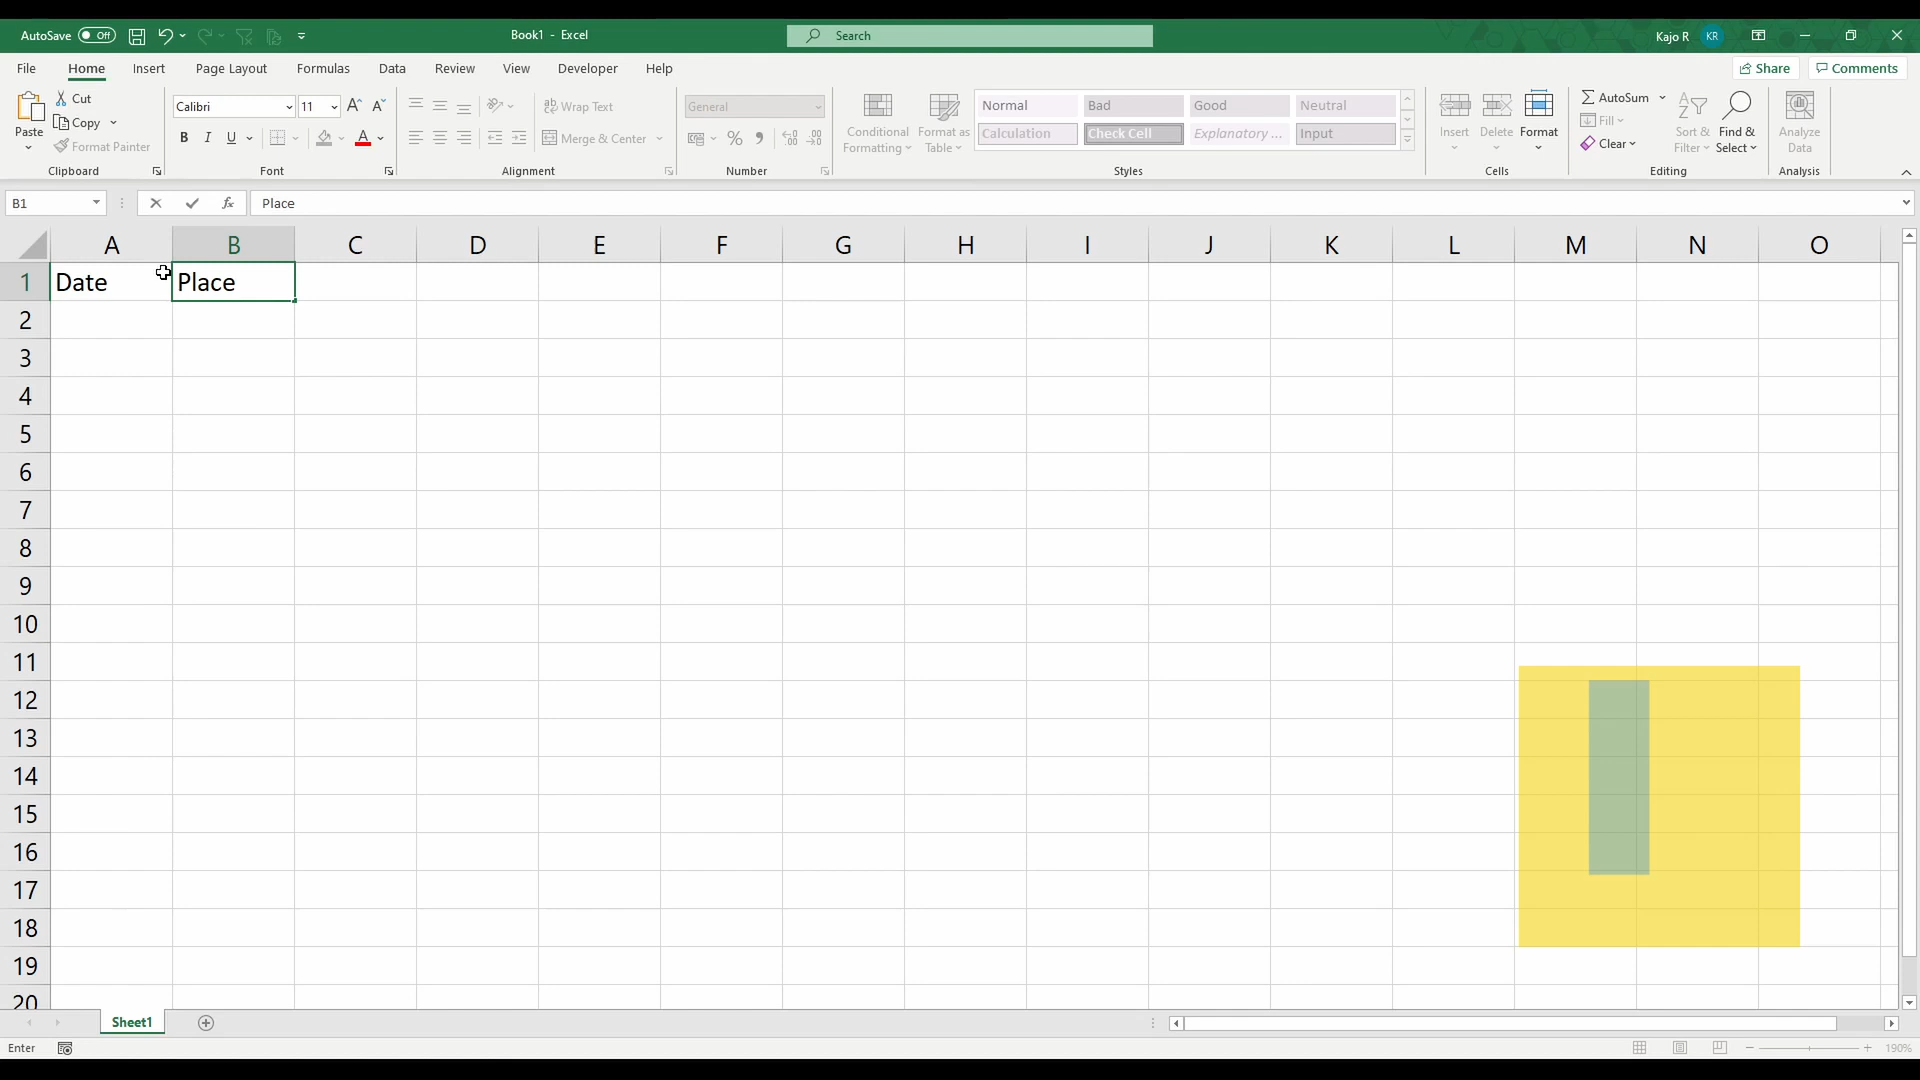 AutoSave Off Book1 - Excel Search Kajo R KR
File Home Insert Page Layout Formulas Data Review View Developer Help Share Comments
Paste Cut Copy Format Painter Clipboard
Calibri 11 A A B I U A Font
ab Wrap Text Merge & Center Alignment
General % , Number
Conditional Formatting Format as Table
Normal Bad Good Neutral
Calculation Check Cell Explanatory ... Input
Styles
Insert Delete Format Cells
AutoSum Fill Clear Sort & Filter Find & Select Editing
Analyze Data Analysis
B1 fx Place
A B C D E F G H I J K L M N O
1 Date Place
2
3
4
5
6
7
8
9
10
11
12
13
14
15
16
17
18
19
20
Sheet1
Enter 190%